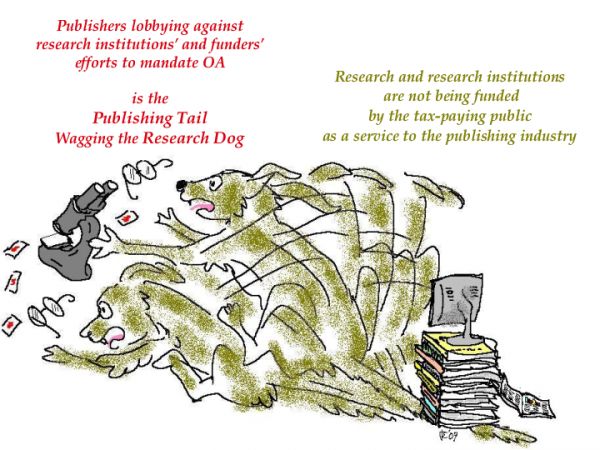 Publishers lobbying against
research institutions' and funders'
efforts to mandate OA
is the
Publishing Tail
Wagging the Research Dog
Research and research institutions
are not being funded
by the tax-paying public
as a service to the publishing industry